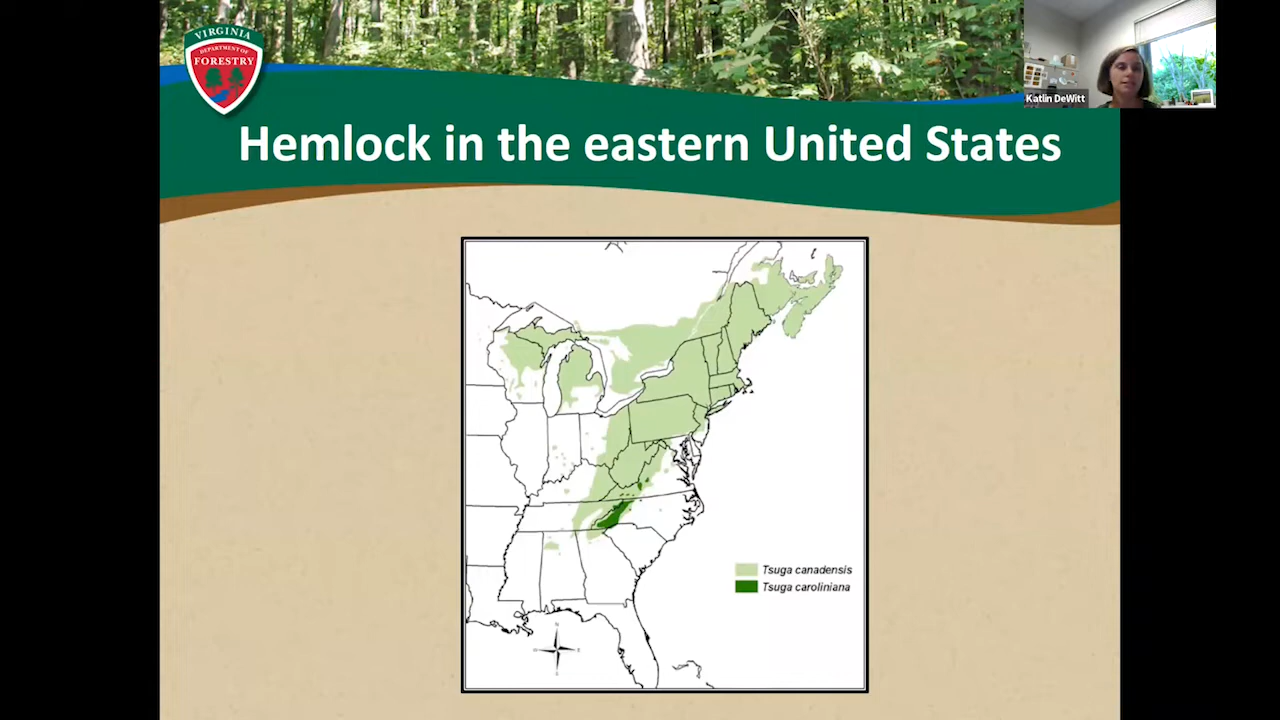 VIRGINIA
DEPARTMENT OF
FORESTRY
Katlin DeWitt
Hemlock in the eastern United States
Tsuga canadensis
Tsuga caroliniana